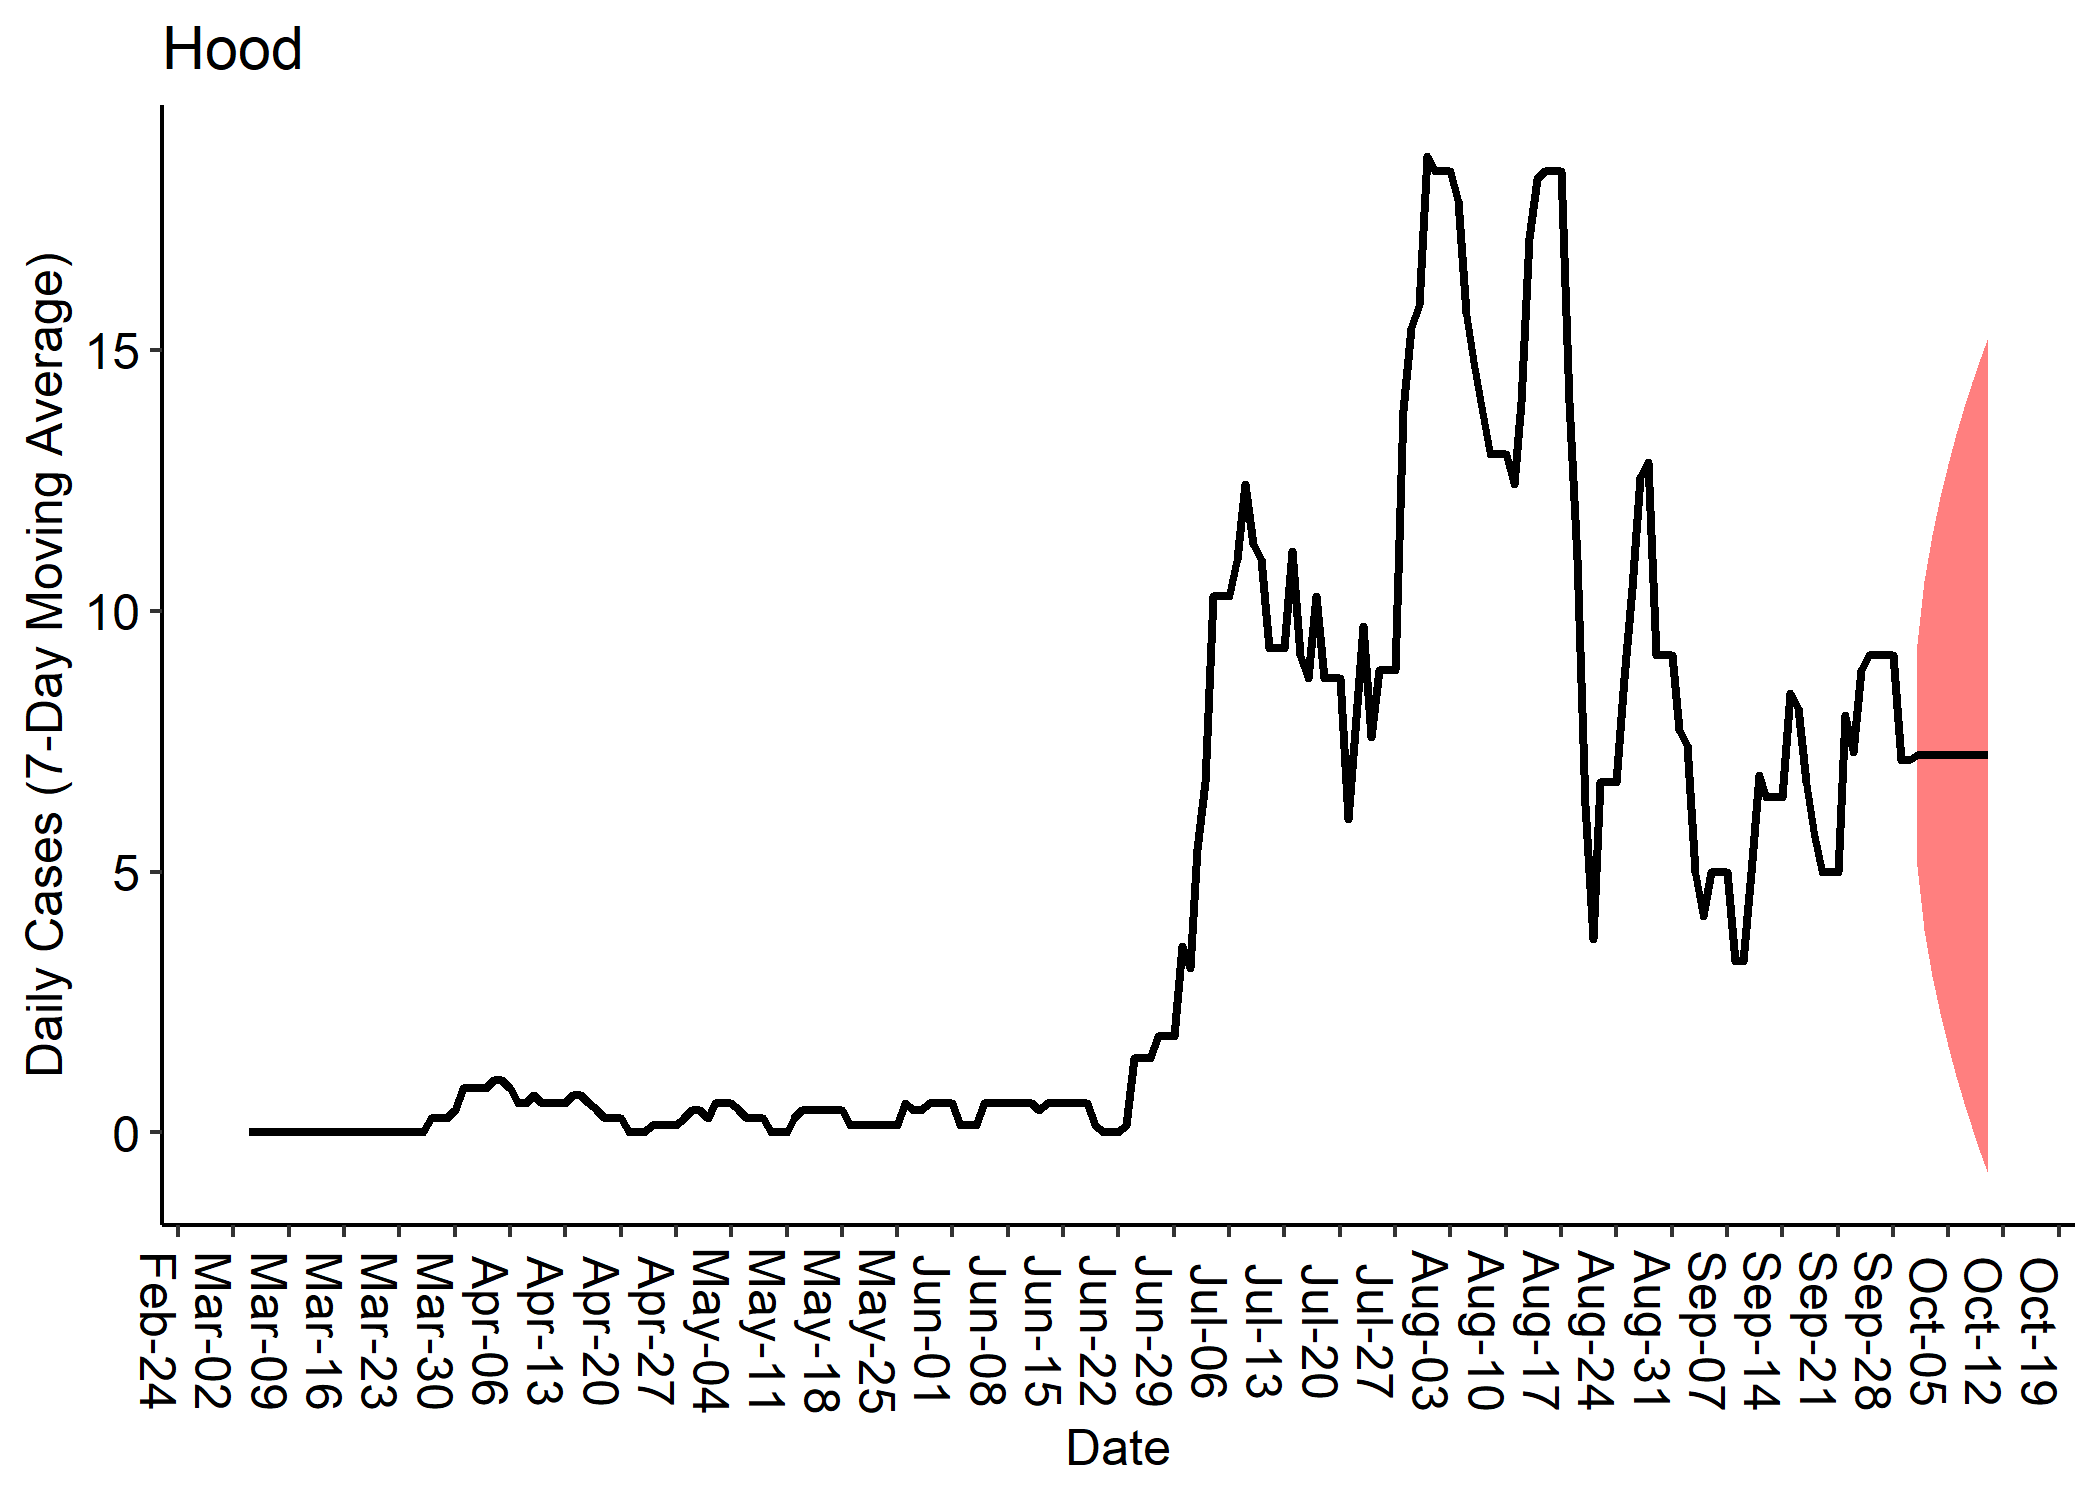 Hood
Daily Cases (7-Day Moving Average)
15
10
5
0
Feb-24
Mar-02
Mar-09
Mar-16
Mar-23
Mar-30
Apr-06
Apr-13
Apr-20
Apr-27
May-04
May-11
May-18
May-25
Jun-01
Jun-08
Jun-15
Jun-22
Jun-29
Jul-06
Jul-13
Jul-20
Jul-27
Aug-03
Aug-10
Aug-17
Aug-24
Aug-31
Sep-07
Sep-14
Sep-21
Sep-28
Oct-05
Oct-12
Oct-19
Date